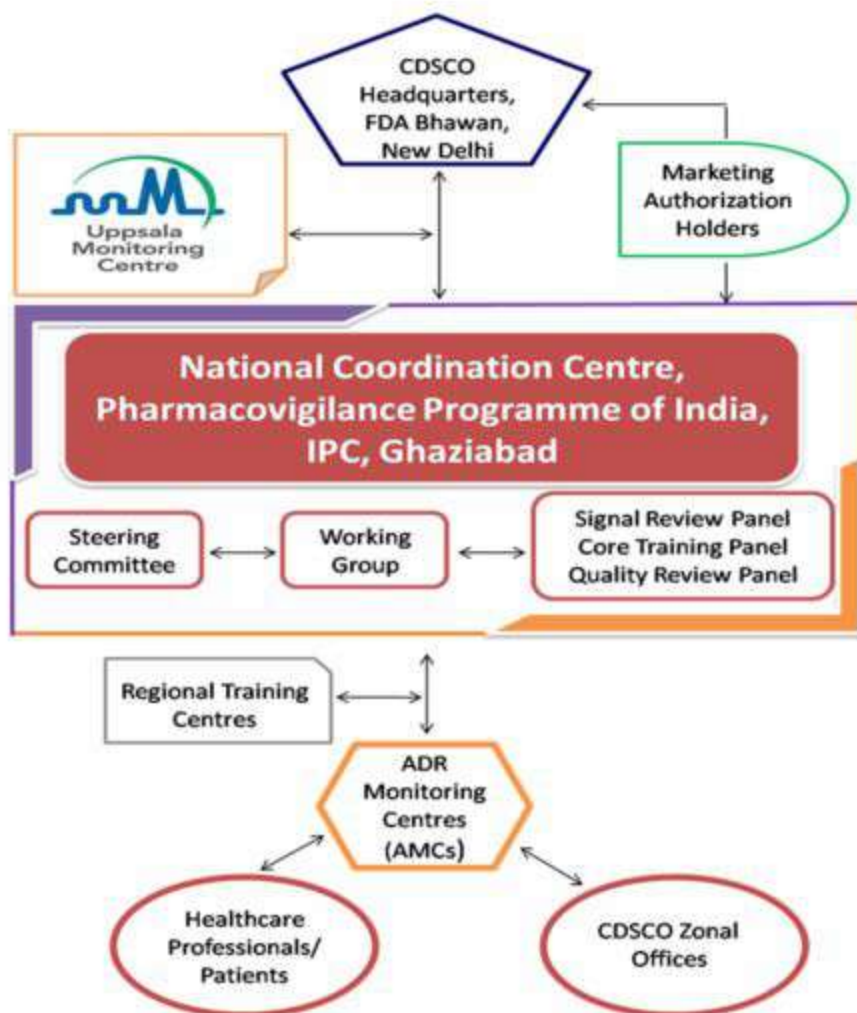 CDSCO
Headquarters,
FDA Bhawan,
New Delhi
Uppsala
Monitoring
Centre
Marketing
Authorization
Holders
National Coordination Centre,
Pharmacovigilance Programme of India,
IPC, Ghaziabad
Steering
Committee
Working
Group
Signal Review Panel
Core Training Panel
Quality Review Panel
Regional Training
Centres
ADR
Monitoring
Centres
(AMCs)
Healthcare
Professionals/
Patients
CDSCO Zonal
Offices